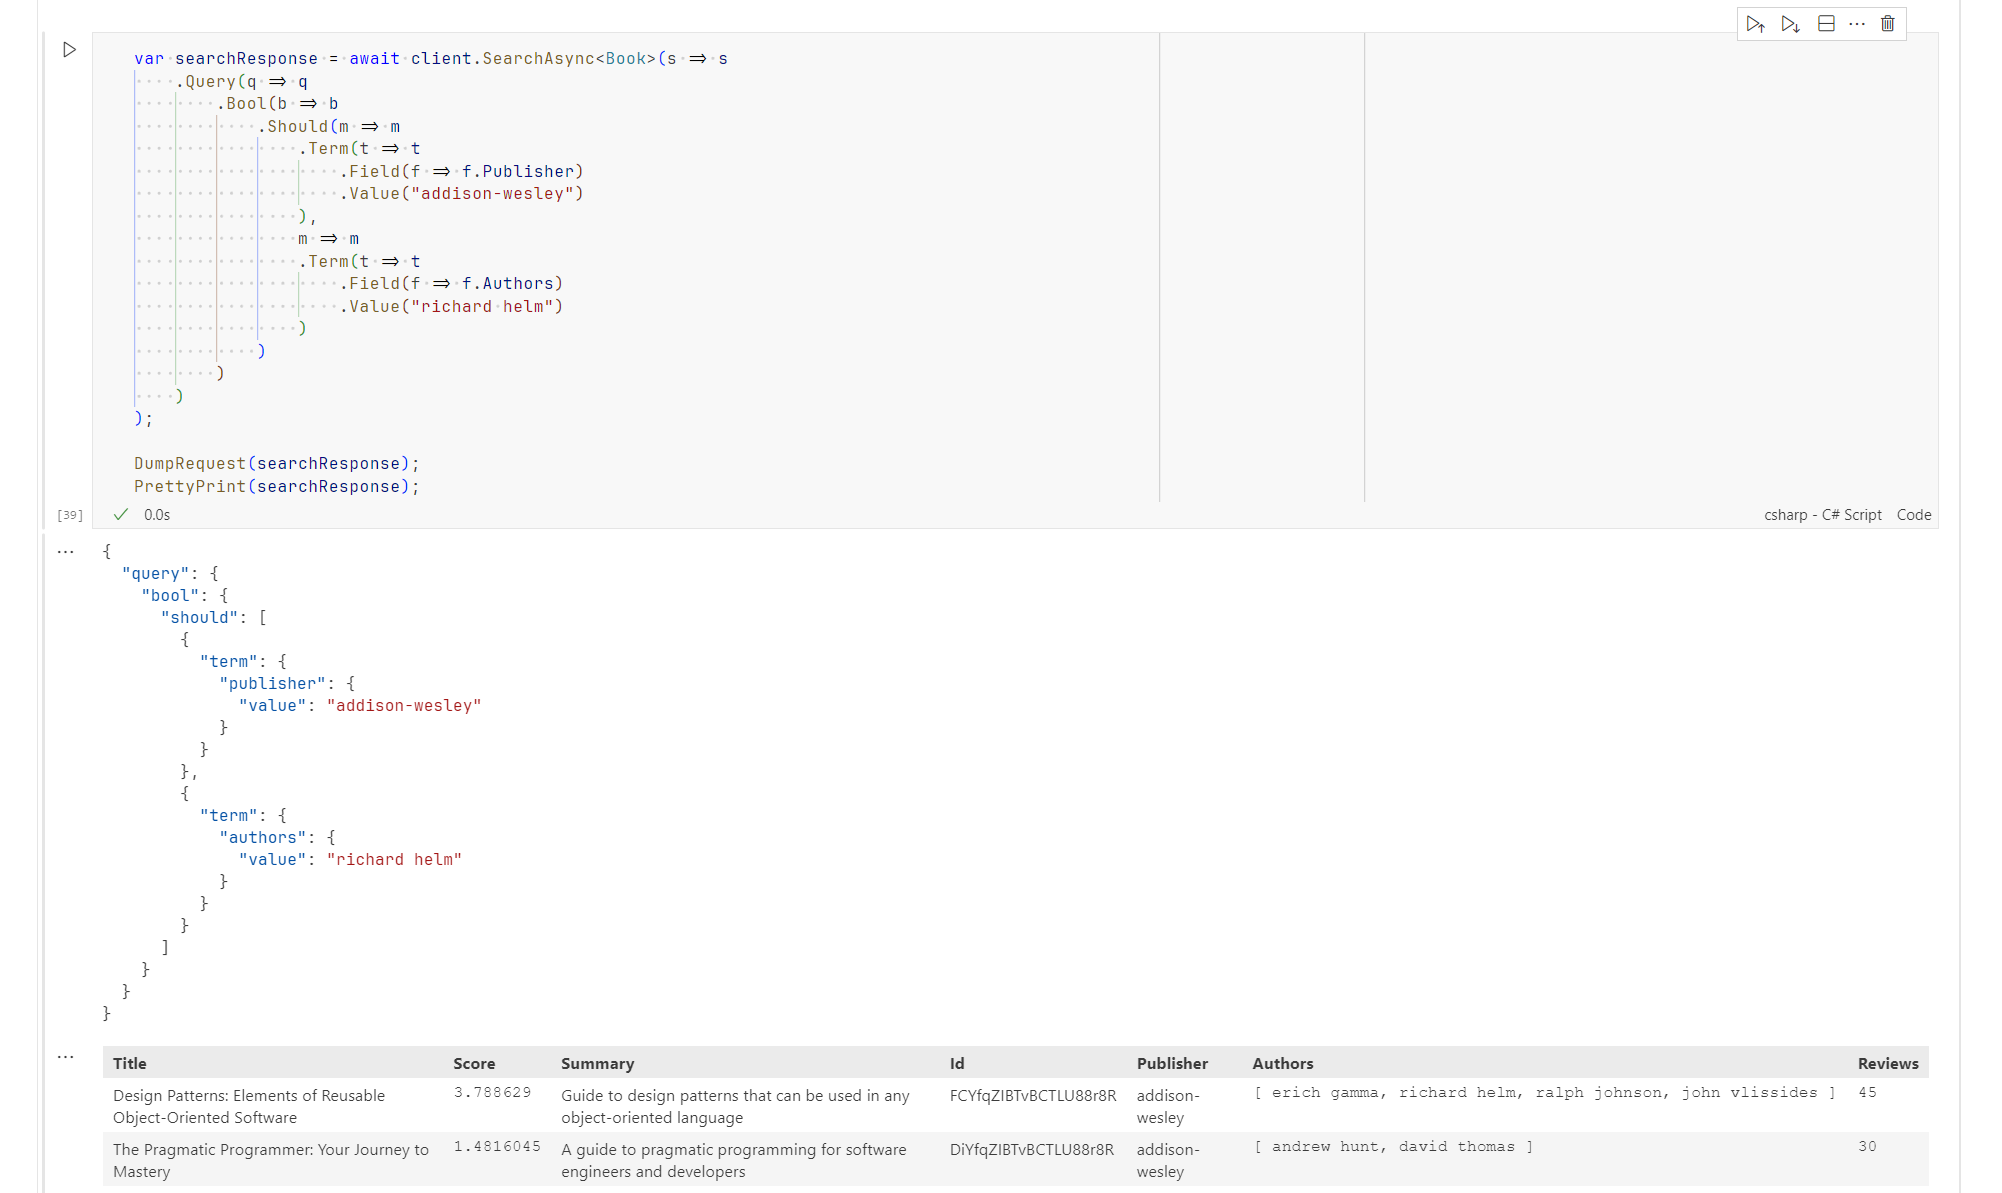 var searchResponse = await client.SearchAsync<Book>(s => s
    .Query(q => q
        .Bool(b => b
            .Should(m => m
                .Term(t => t
                    .Field(f => f.Publisher)
                    .Value("addison-wesley")
                ),
                m => m
                .Term(t => t
                    .Field(f => f.Authors)
                    .Value("richard helm")
                )
            )
        )
    )
);
DumpRequest(searchResponse);
PrettyPrint(searchResponse);
[39] 0.0s csharp - C# Script Code
{
  "query": {
    "bool": {
      "should": [
        {
          "term": {
            "publisher": {
              "value": "addison-wesley"
            }
          }
        },
        {
          "term": {
            "authors": {
              "value": "richard helm"
            }
          }
        }
      ]
    }
  }
}
Title Score Summary Id Publisher Authors Reviews
Design Patterns: Elements of Reusable 3.788629 Guide to design patterns that can be used in any FCYfqZIBTvBCTLU88r8R addison- [ erich gamma, richard helm, ralph johnson, john vlissides ] 45
Object-Oriented Software object-oriented language wesley
The Pragmatic Programmer: Your Journey to 1.4816045 A guide to pragmatic programming for software DiYfqZIBTvBCTLU88r8R addison- [ andrew hunt, david thomas ] 30
Mastery engineers and developers wesley